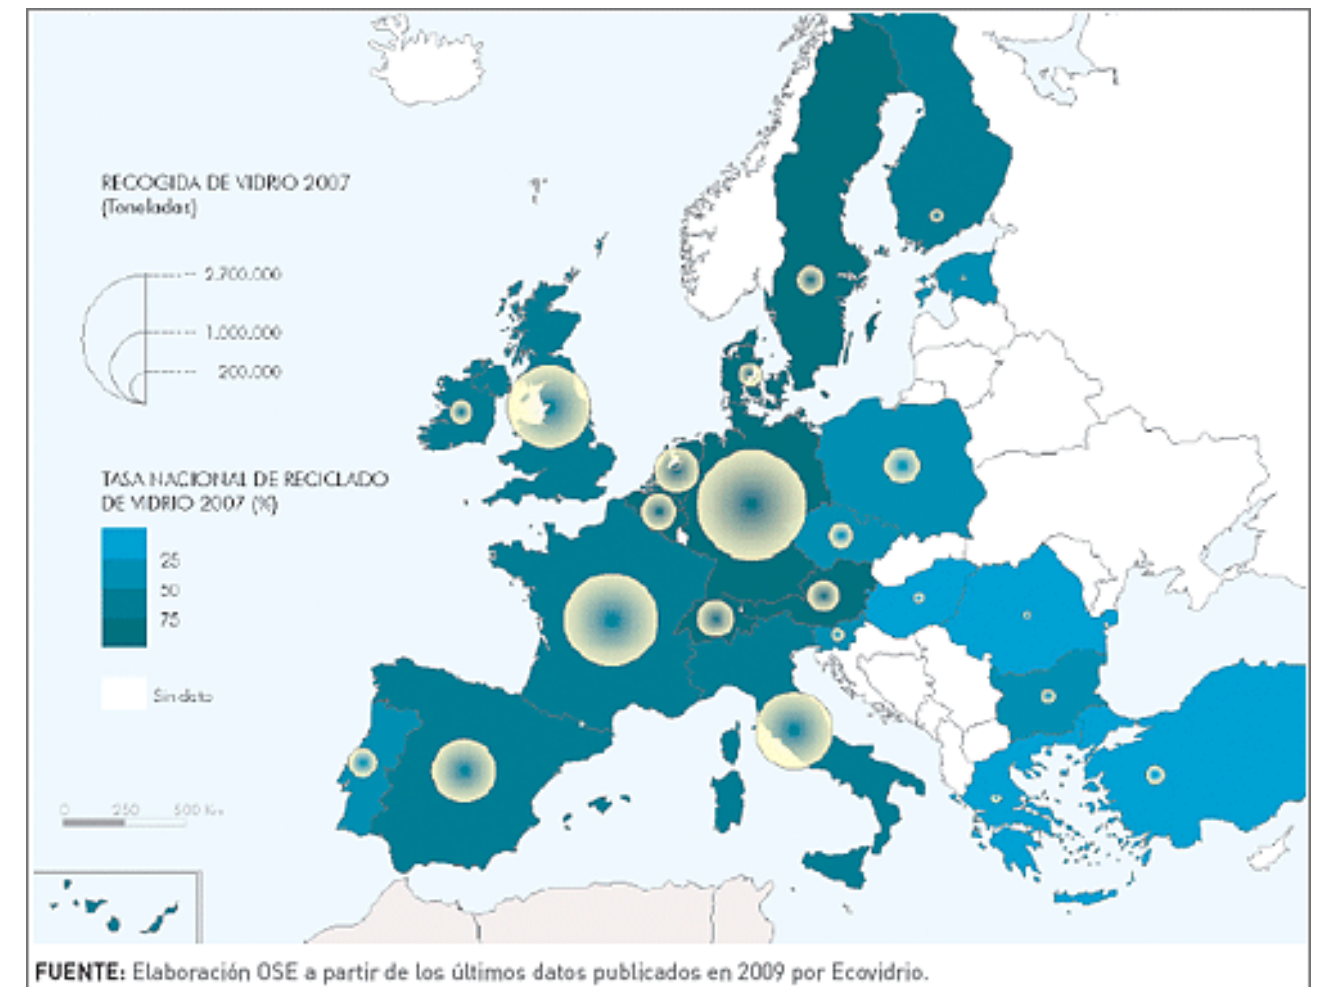 RECOGIDA DE VIDRIO 2007
(Toneladas)
2.700.000
1.000.000
200.000
TASA NACIONAL DE RECICLADO
DE VIDRIO 2007 (%)
25
50
75
Sin dato
0 250 500 Km
FUENTE: Elaboración OSE a partir de los últimos datos publicados en 2009 por Ecovidrio.